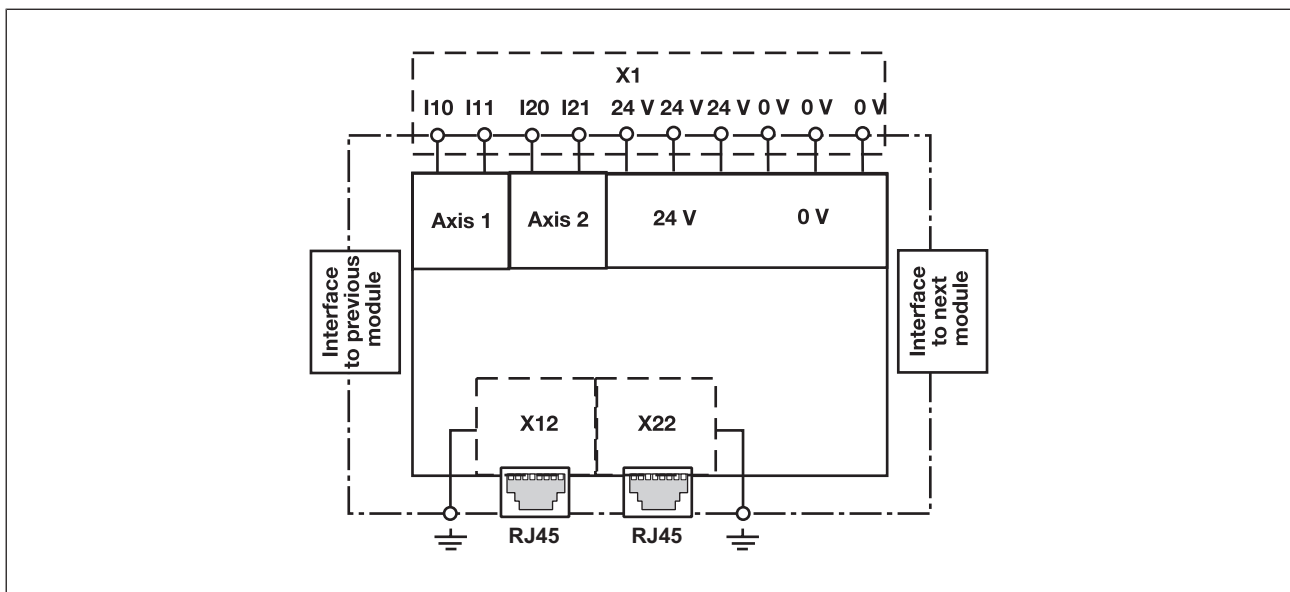 X1
I10 I11 I20 I21 24 V 24 V 24 V 0 V 0 V 0 V
Axis 1 Axis 2 24 V 0 V
Interface
to previous
module
Interface
to next
module
X12 X22
RJ45 RJ45